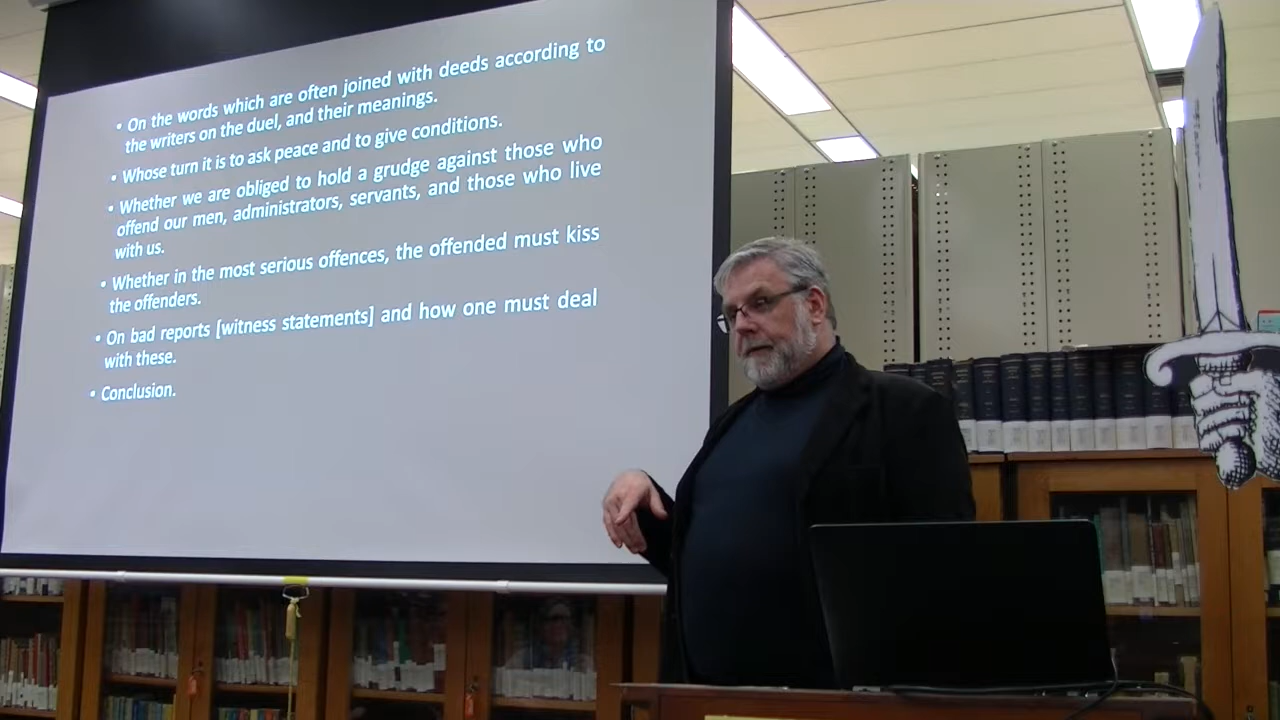 • On the words which are often joined with deeds according to
the writers on the duel, and their meanings.
• Whose turn it is to ask peace and to give conditions.
• Whether we are obliged to hold a grudge against those who
offend our men, administrators, servants, and those who live
with us.
• Whether in the most serious offences, the offended must kiss
the offenders.
• On bad reports [witness statements] and how one must deal
with these.
• Conclusion.